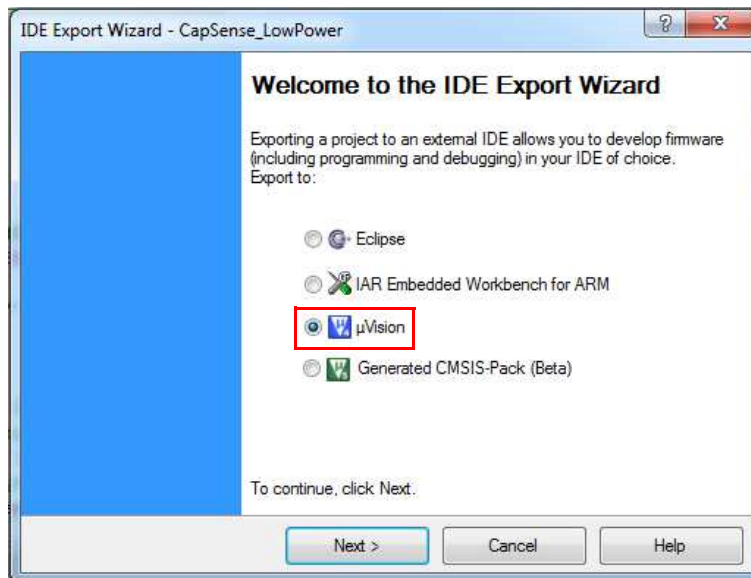 IDE Export Wizard - CapSense_LowPower
Welcome to the IDE Export Wizard
Exporting a project to an external IDE allows you to develop firmware
(including programming and debugging) in your IDE of choice.
Export to:
Eclipse
IAR Embedded Workbench for ARM
µVision
Generated CMSIS-Pack (Beta)
To continue, click Next.
Next >
Cancel
Help